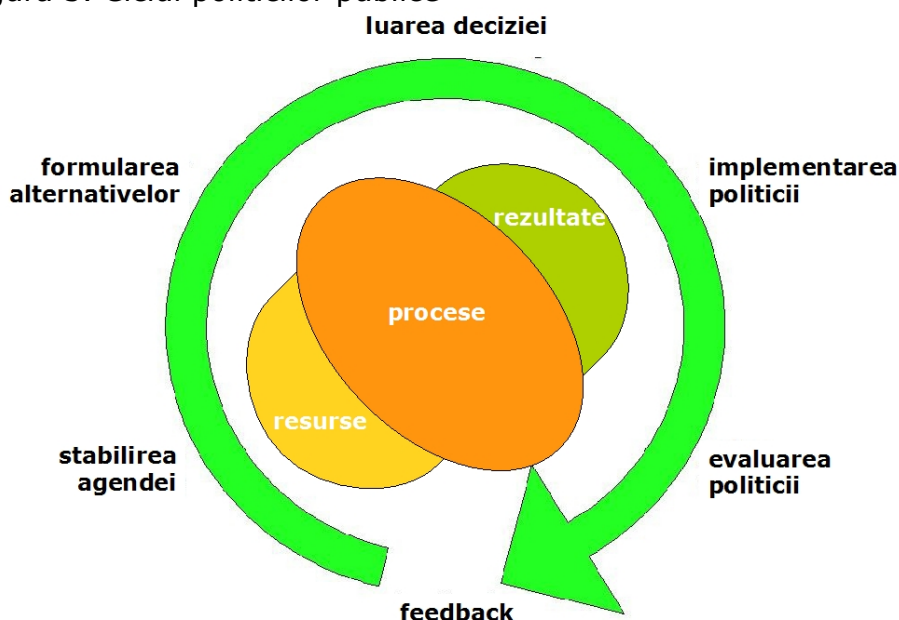 luarea deciziei
formularea
alternativelor
implementarea
politicii
rezultate
procese
resurse
stabilirea
agendei
evaluarea
politicii
feedback